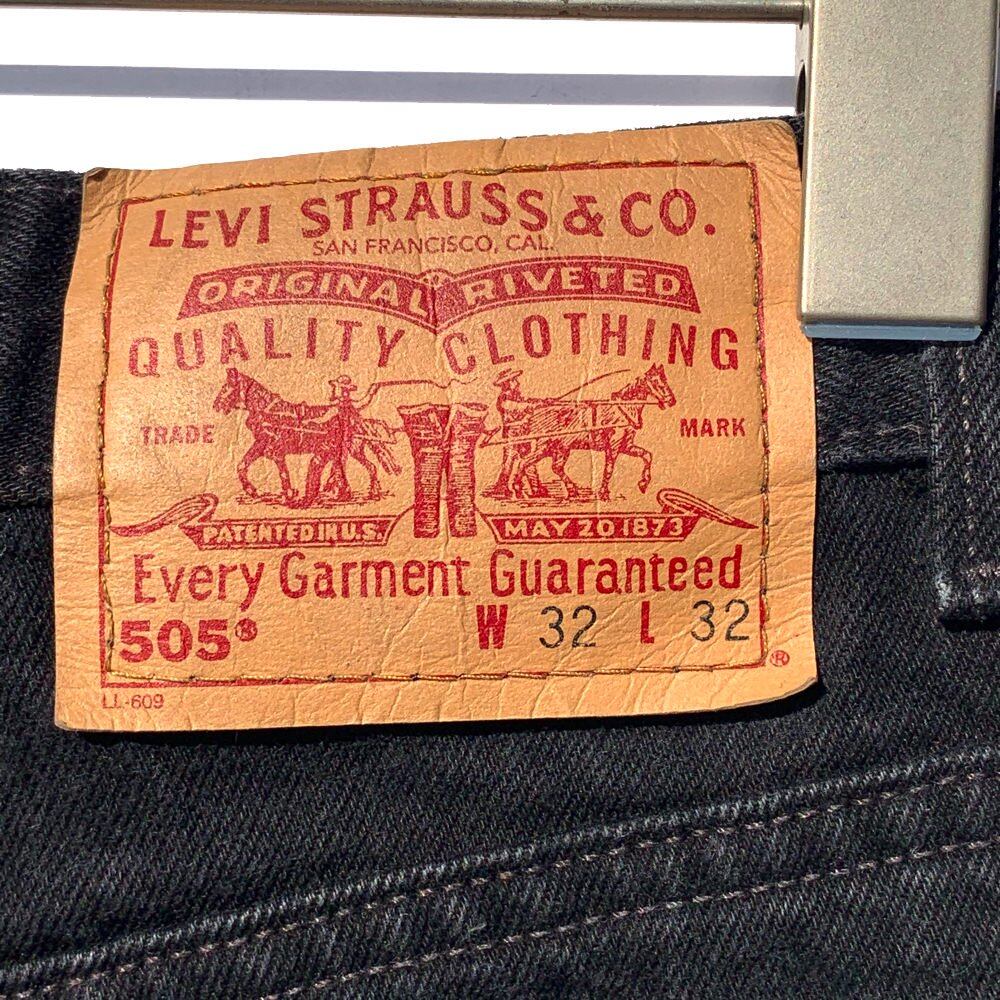 LEVI STRAUSS & CO.
SAN FRANCISCO, CAL.
ORIGINAL RIVETED
QUALITY CLOTHING
TRADE MARK
PATENTED IN U.S. MAY 20 1873
Every Garment Guaranteed
505® W 32 L 32
®
LL-609